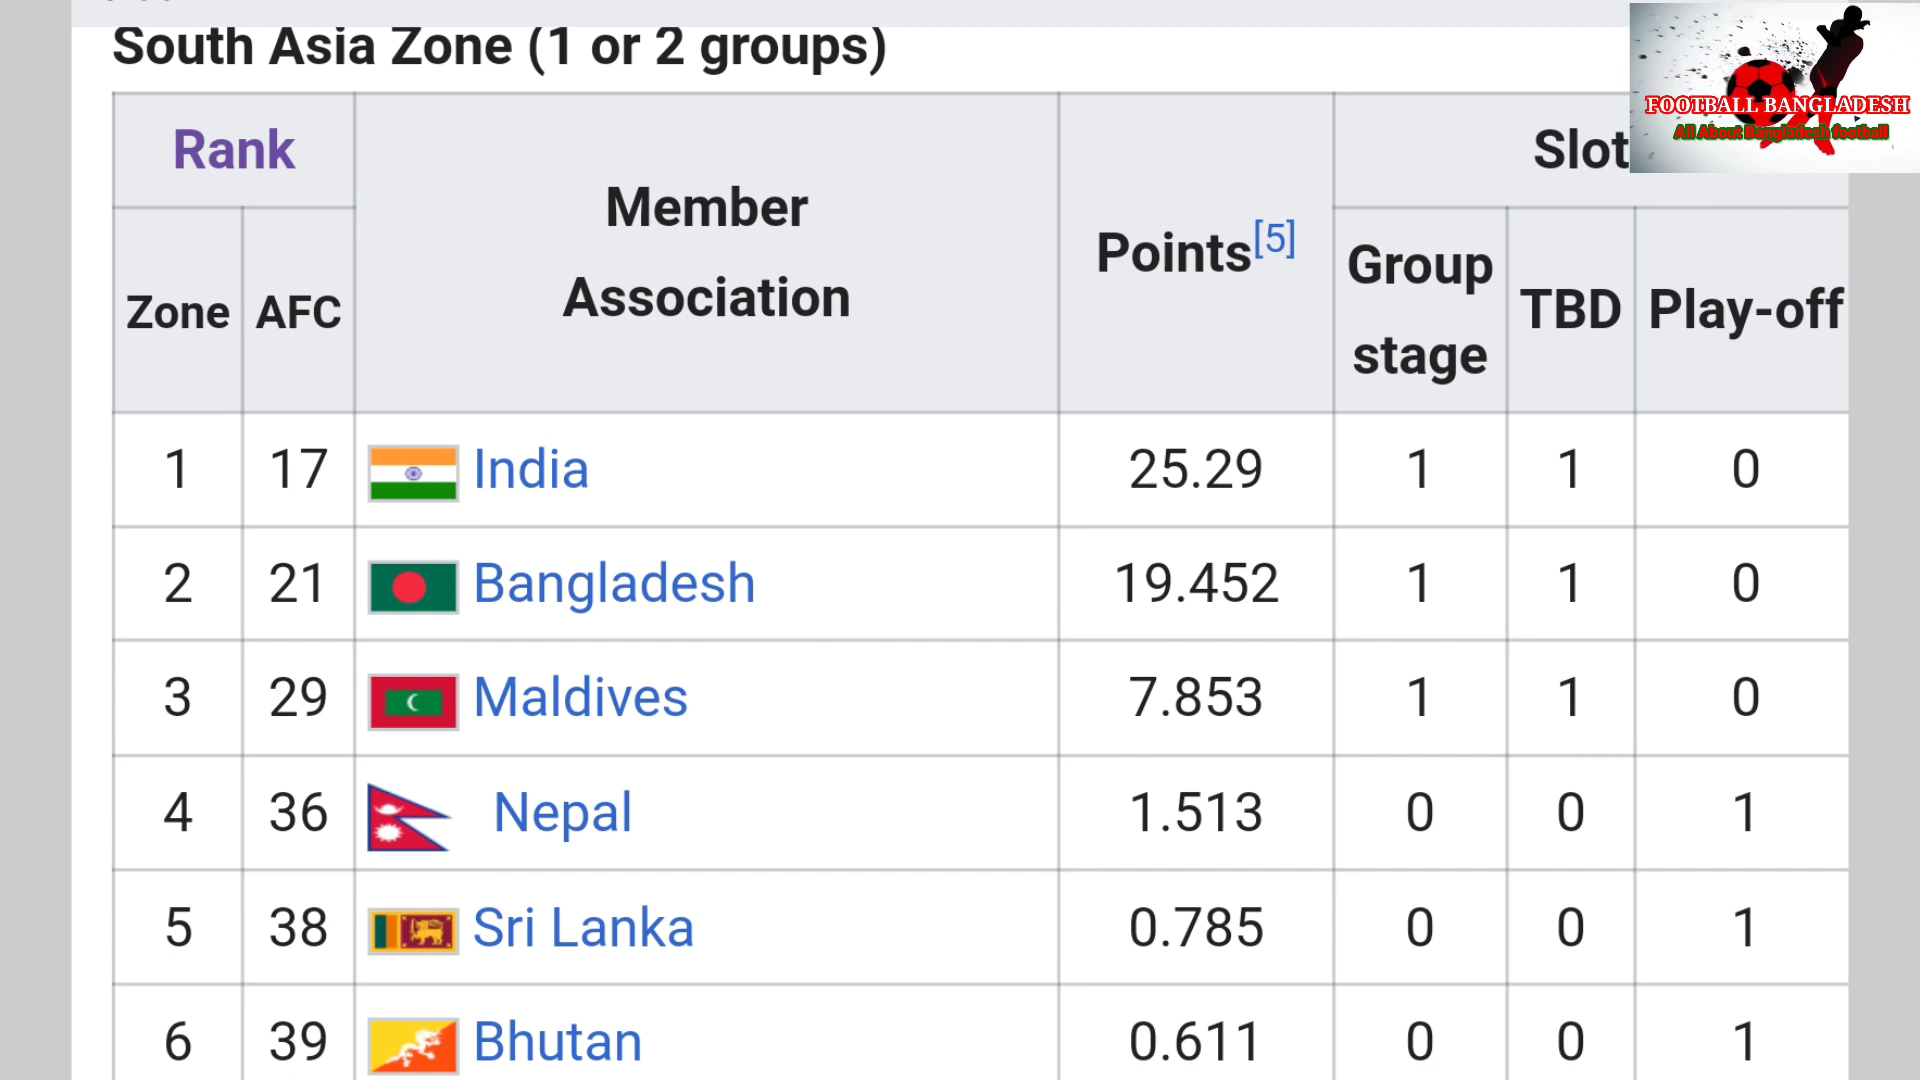 South Asia Zone (1 or 2 groups)
FOOTBALL BANGLADESH
All About Bangladesh football
Rank Member Association Points[5] Slot
Zone AFC Group stage TBD Play-off
1 17 India 25.29 1 1 0
2 21 Bangladesh 19.452 1 1 0
3 29 Maldives 7.853 1 1 0
4 36 Nepal 1.513 0 0 1
5 38 Sri Lanka 0.785 0 0 1
6 39 Bhutan 0.611 0 0 1